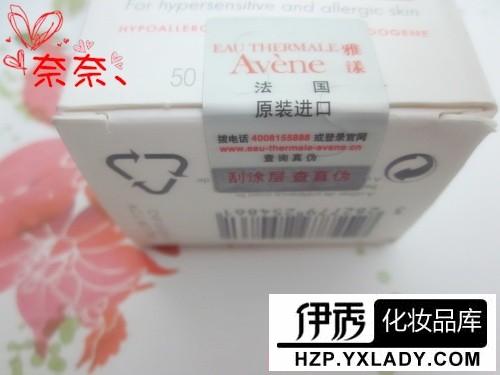 For hypersensitive and allergic skin
奈奈、
50
EAU THERMALE
Avène
雅漾
法国
原装进口
拨电话 4008155888 或登录官网
www.eau-thermale-avene.cn
查询真伪
刮涂层 查真伪
伊秀 化妆品库
HZP.YXLADY.COM